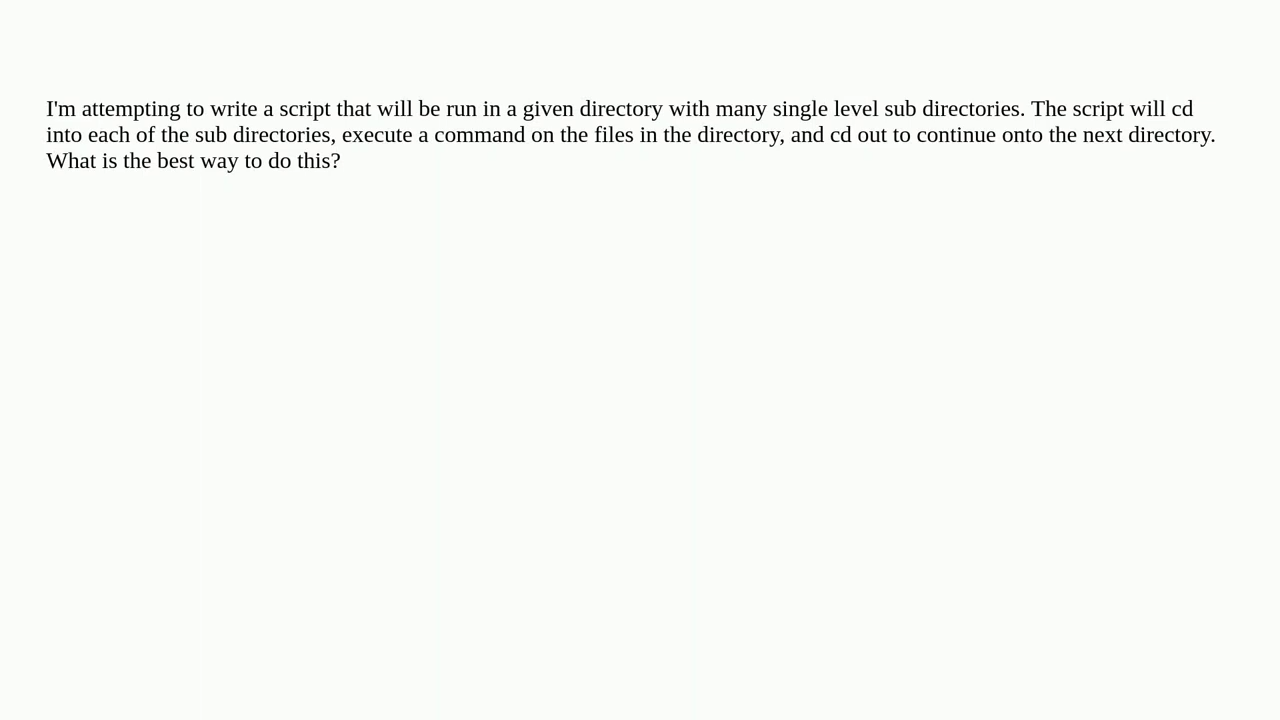 I'm attempting to write a script that will be run in a given directory with many single level sub directories. The script will cd
into each of the sub directories, execute a command on the files in the directory, and cd out to continue onto the next directory.
What is the best way to do this?